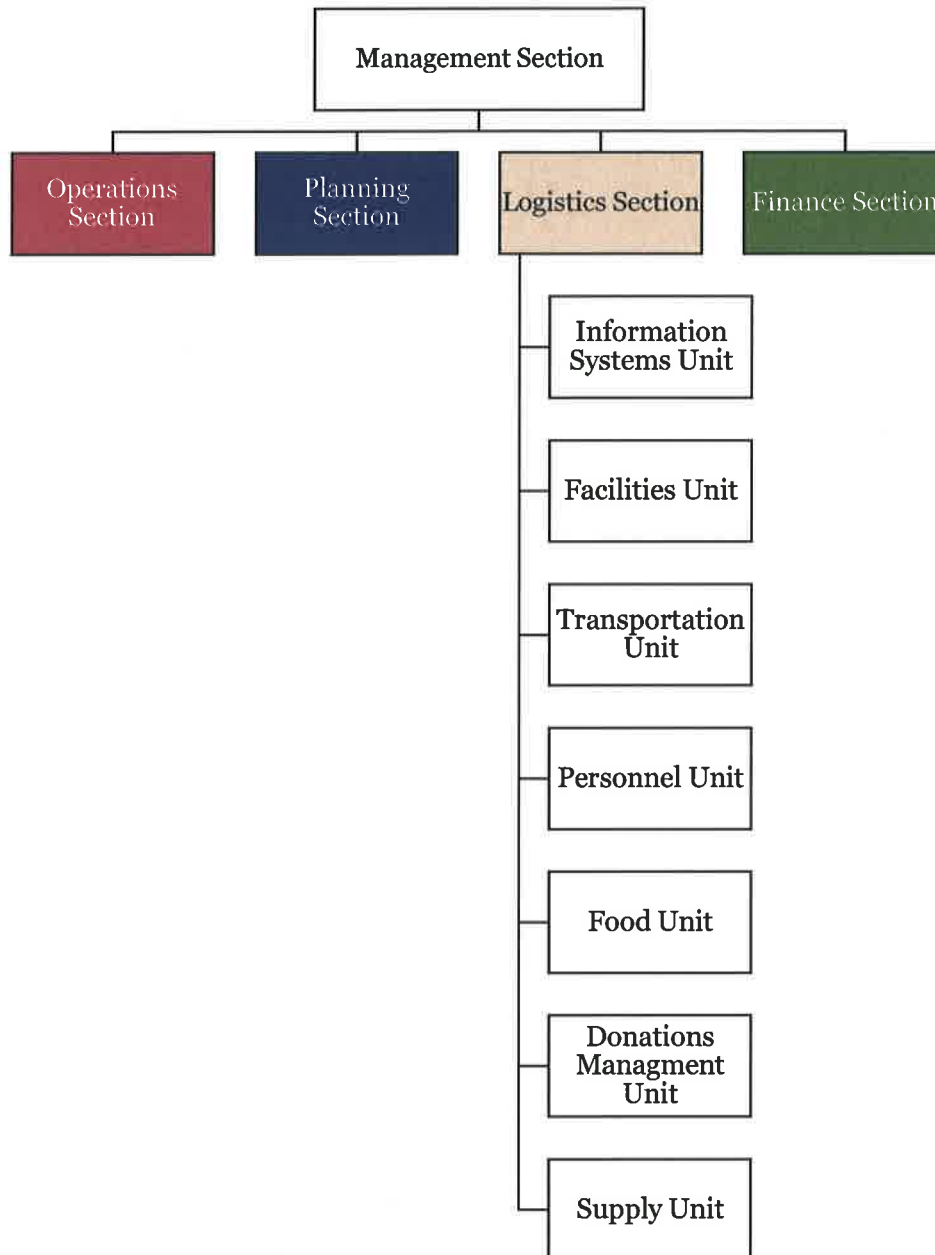 Management Section
Operations
Section
Planning
Section
Logistics Section
Finance Section
Information
Systems Unit
Facilities Unit
Transportation
Unit
Personnel Unit
Food Unit
Donations
Managment
Unit
Supply Unit